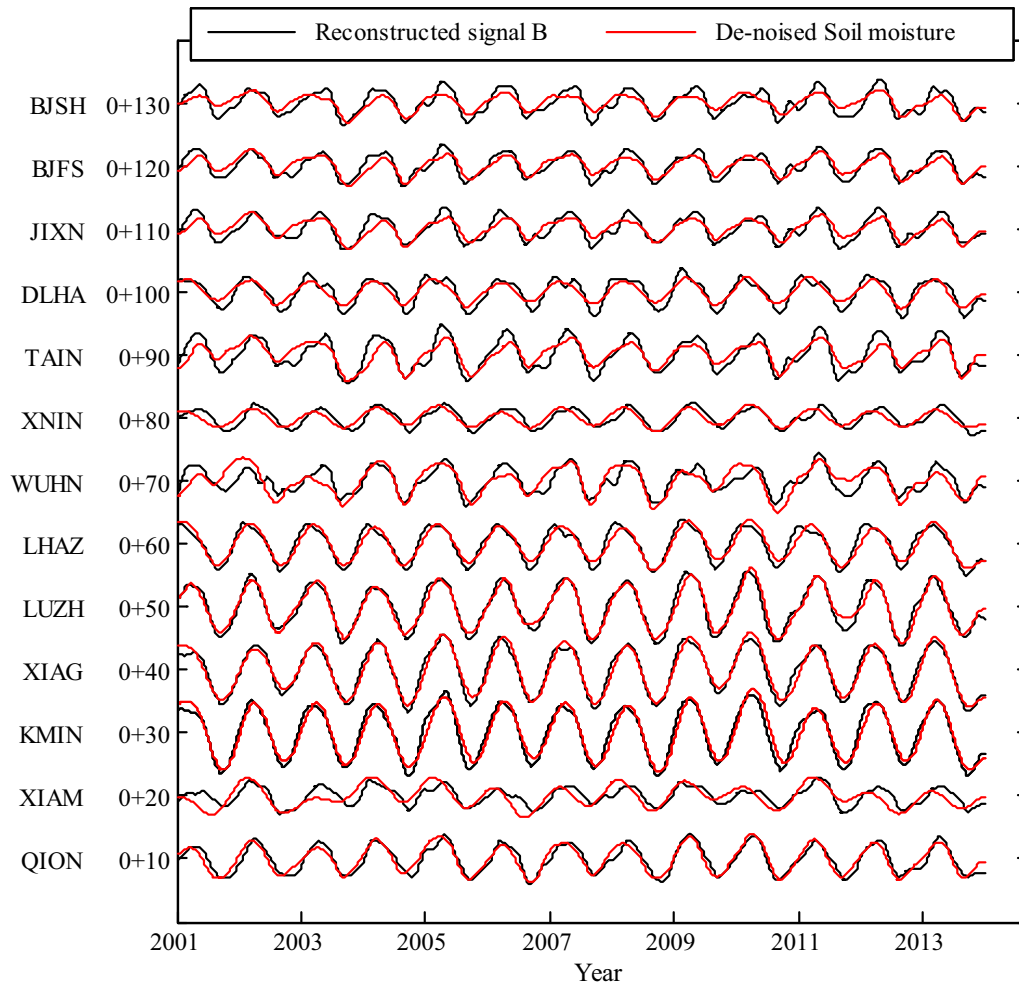 Reconstructed signal B De-noised Soil moisture
BJSH 0+130
BJFS 0+120
JIXN 0+110
DLHA 0+100
TAIN 0+90
XNIN 0+80
WUHN 0+70
LHAZ 0+60
LUZH 0+50
XIAG 0+40
KMIN 0+30
XIAM 0+20
QION 0+10
2001 2003 2005 2007 2009 2011 2013
Year